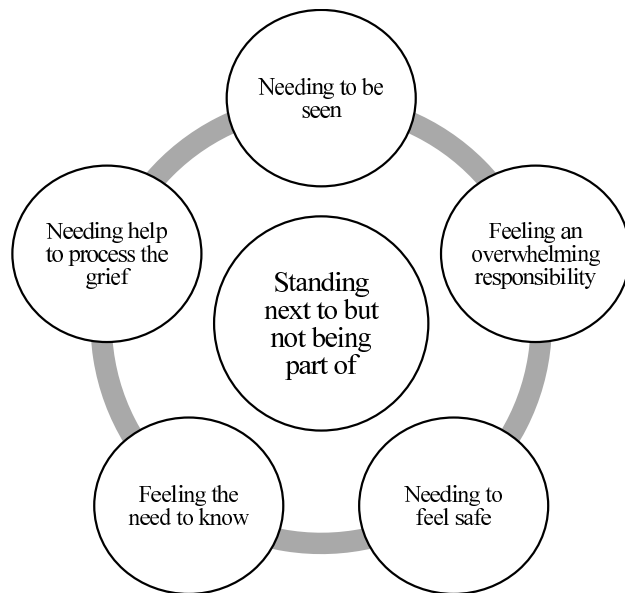 Needing to be
seen
Feeling an
overwhelming
responsibility
Needing to
feel safe
Feeling the
need to know
Needing help
to process the
grief
Standing
next to but
not being
part of